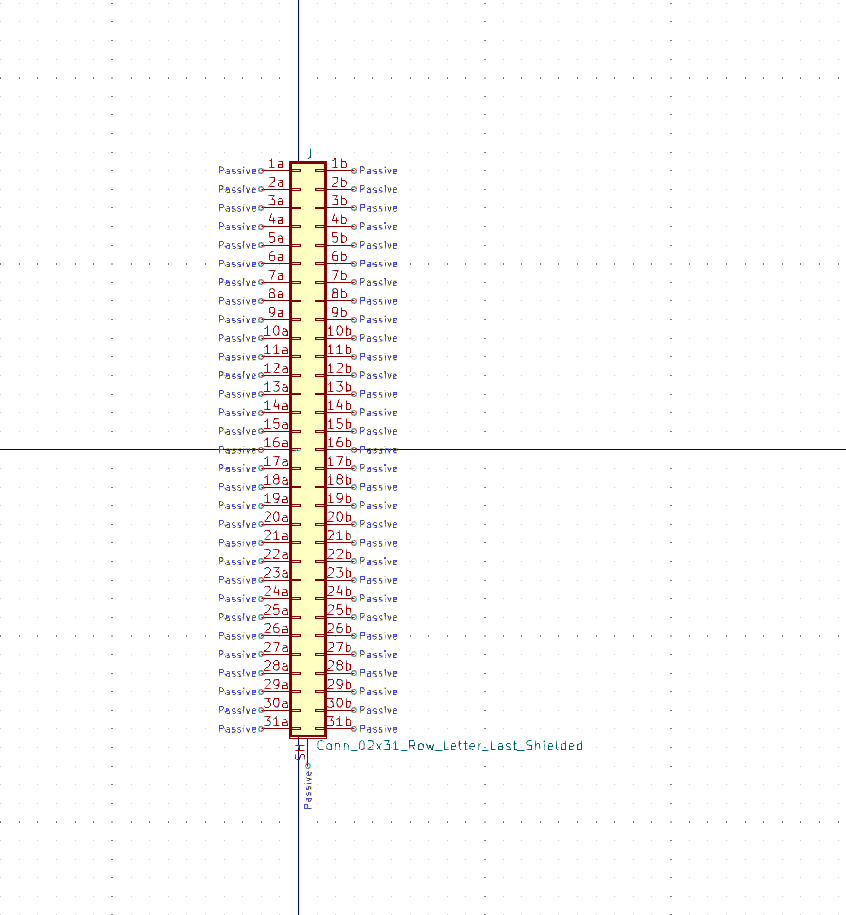 J
Passive 1a 1b Passive
Passive 2a 2b Passive
Passive 3a 3b Passive
Passive 4a 4b Passive
Passive 5a 5b Passive
Passive 6a 6b Passive
Passive 7a 7b Passive
Passive 8a 8b Passive
Passive 9a 9b Passive
Passive 10a 10b Passive
Passive 11a 11b Passive
Passive 12a 12b Passive
Passive 13a 13b Passive
Passive 14a 14b Passive
Passive 15a 15b Passive
Passive 16a 16b Passive
Passive 17a 17b Passive
Passive 18a 18b Passive
Passive 19a 19b Passive
Passive 20a 20b Passive
Passive 21a 21b Passive
Passive 22a 22b Passive
Passive 23a 23b Passive
Passive 24a 24b Passive
Passive 25a 25b Passive
Passive 26a 26b Passive
Passive 27a 27b Passive
Passive 28a 28b Passive
Passive 29a 29b Passive
Passive 30a 30b Passive
Passive 31a 31b Passive
Conn_02x31_Row_Letter_Last_Shielded
SH
Passive